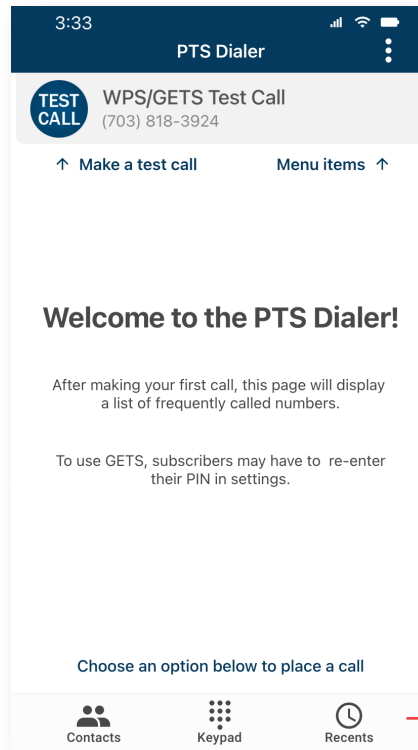 3:33
PTS Dialer
TEST
CALL
WPS/GETS Test Call
(703) 818-3924
↑ Make a test call
Menu items ↑
Welcome to the PTS Dialer!
After making your first call, this page will display
a list of frequently called numbers.
To use GETS, subscribers may have to re-enter
their PIN in settings.
Choose an option below to place a call
Contacts
Keypad
Recents